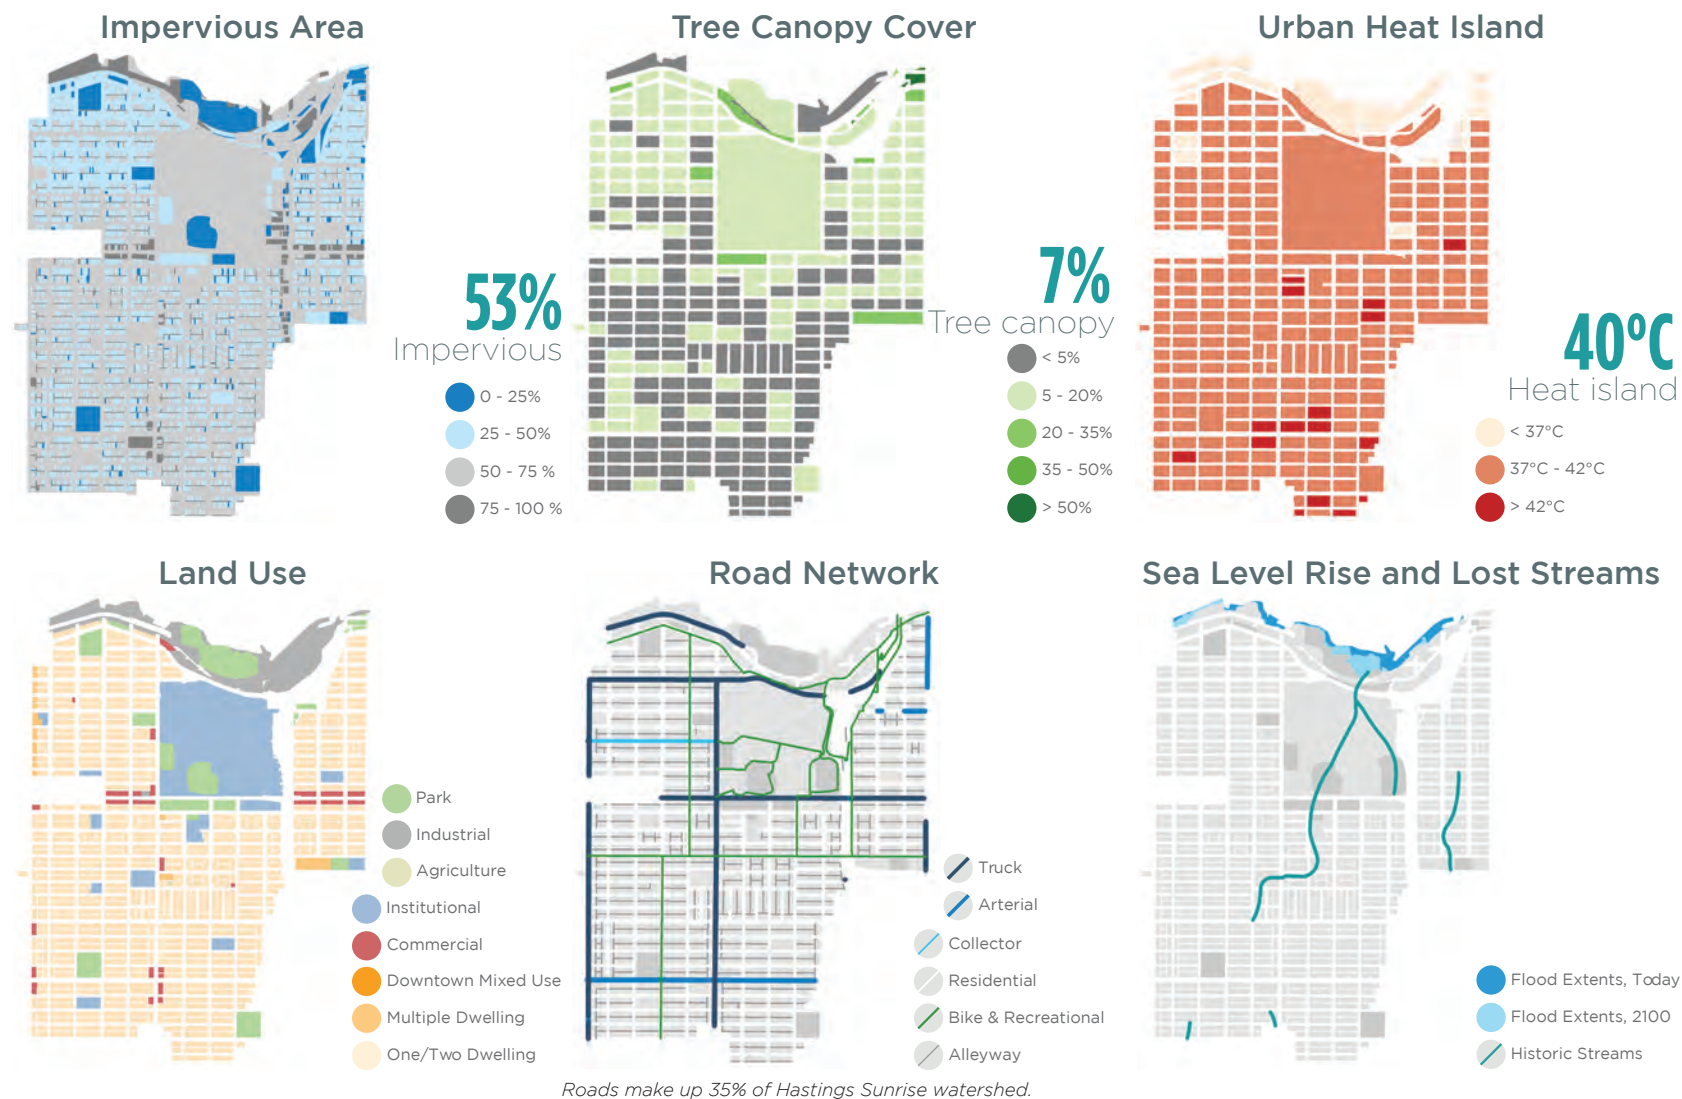 Impervious Area
53%
Impervious
0 - 25%
25 - 50%
50 - 75 %
75 - 100 %
Tree Canopy Cover
7%
Tree canopy
< 5%
5 - 20%
20 - 35%
35 - 50%
> 50%
Urban Heat Island
40°C
Heat island
< 37°C
37°C - 42°C
> 42°C
Land Use
Park
Industrial
Agriculture
Institutional
Commercial
Downtown Mixed Use
Multiple Dwelling
One/Two Dwelling
Road Network
Truck
Arterial
Collector
Residential
Bike & Recreational
Alleyway
Sea Level Rise and Lost Streams
Flood Extents, Today
Flood Extents, 2100
Historic Streams
Roads make up 35% of Hastings Sunrise watershed.